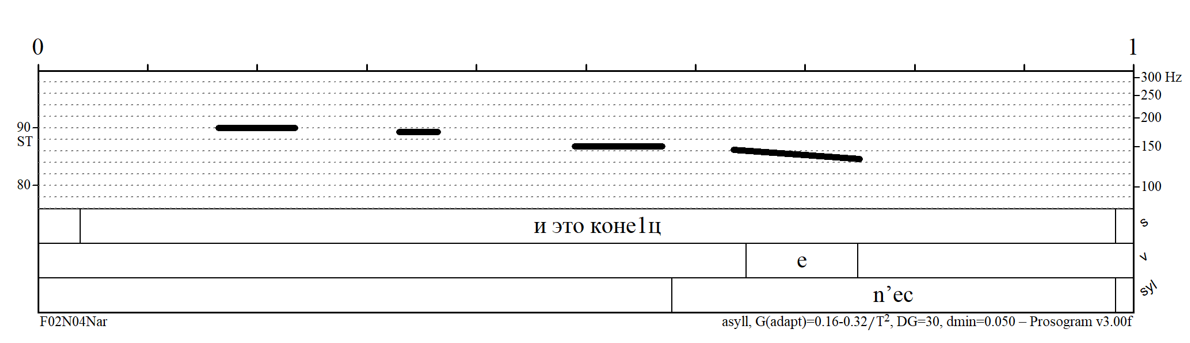 0 1
300 Hz
250
90 200
ST
150
80 100
и это коне1ц s
e v
n’ec syl
F02N04Nar asyll, G(adapt)=0.16-0.32/T², DG=30, dmin=0.050 – Prosogram v3.00f